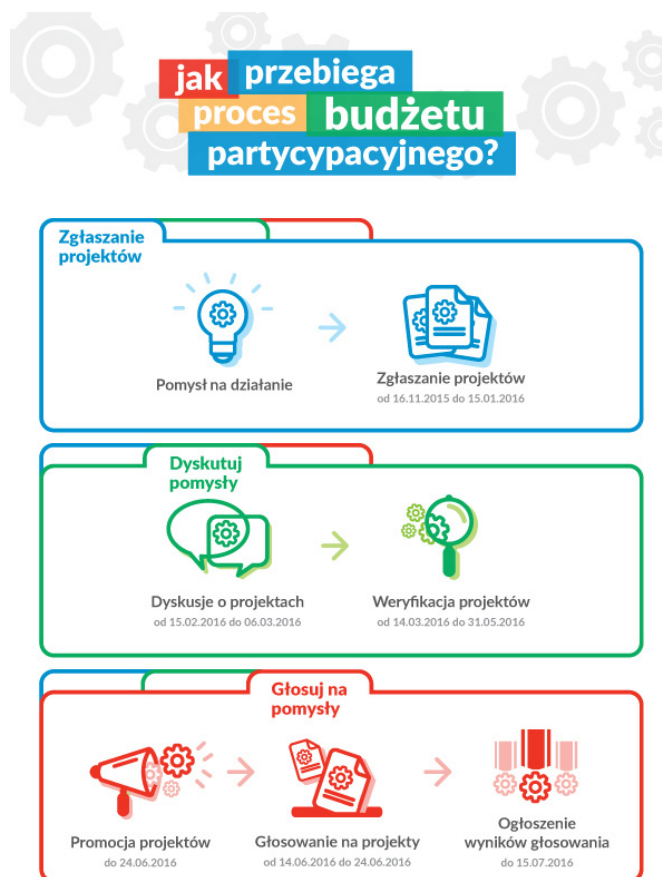 jak przebiega
proces budżetu
partycypacyjnego?
Zgłaszanie
projektów
Pomysł na działanie
Zgłaszanie projektów
od 16.11.2015 do 15.01.2016
Dyskutuj
pomysły
Dyskusje o projektach
od 15.02.2016 do 06.03.2016
Weryfikacja projektów
od 14.03.2016 do 31.05.2016
Głosuj na
pomysły
Promocja projektów
do 24.06.2016
Głosowanie na projekty
od 14.06.2016 do 24.06.2016
Ogłoszenie
wyników głosowania
do 15.07.2016